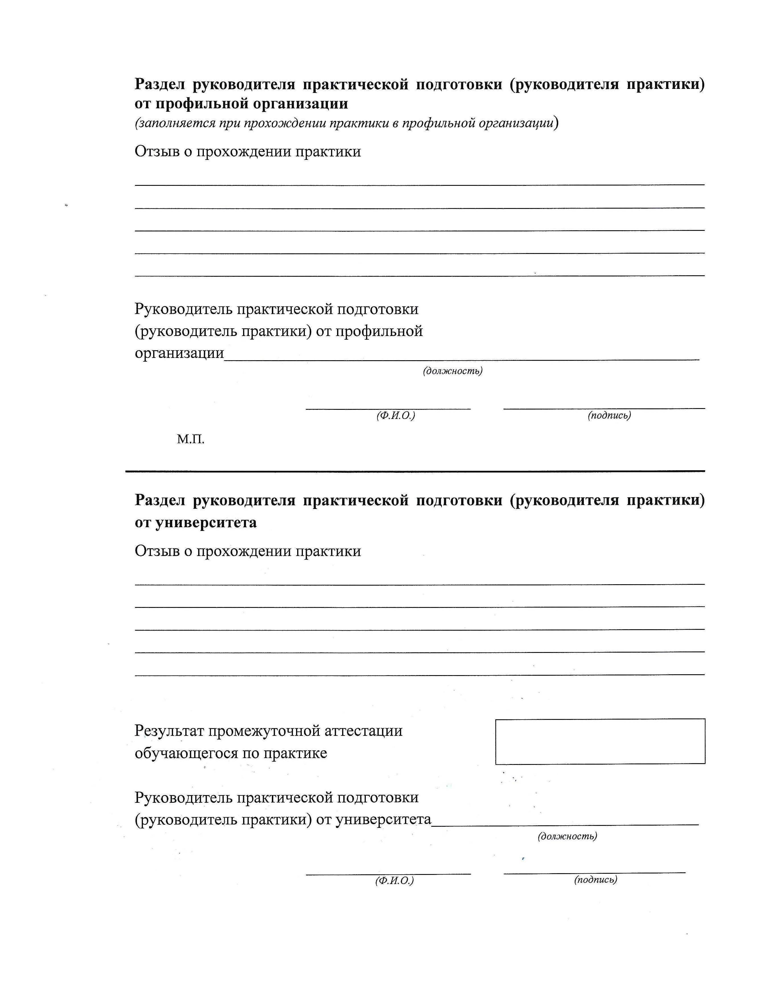 Раздел руководителя практической подготовки (руководителя практики)
от профильной организации
(заполняется при прохождении практики в профильной организации)
Отзыв о прохождении практики
Руководитель практической подготовки
(руководитель практики) от профильной
организации
(должность)
(Ф.И.О.) (подпись)
М.П.
Раздел руководителя практической подготовки (руководителя практики)
от университета
Отзыв о прохождении практики
Результат промежуточной аттестации
обучающегося по практике
Руководитель практической подготовки
(руководитель практики) от университета
(должность)
(Ф.И.О.) (подпись)